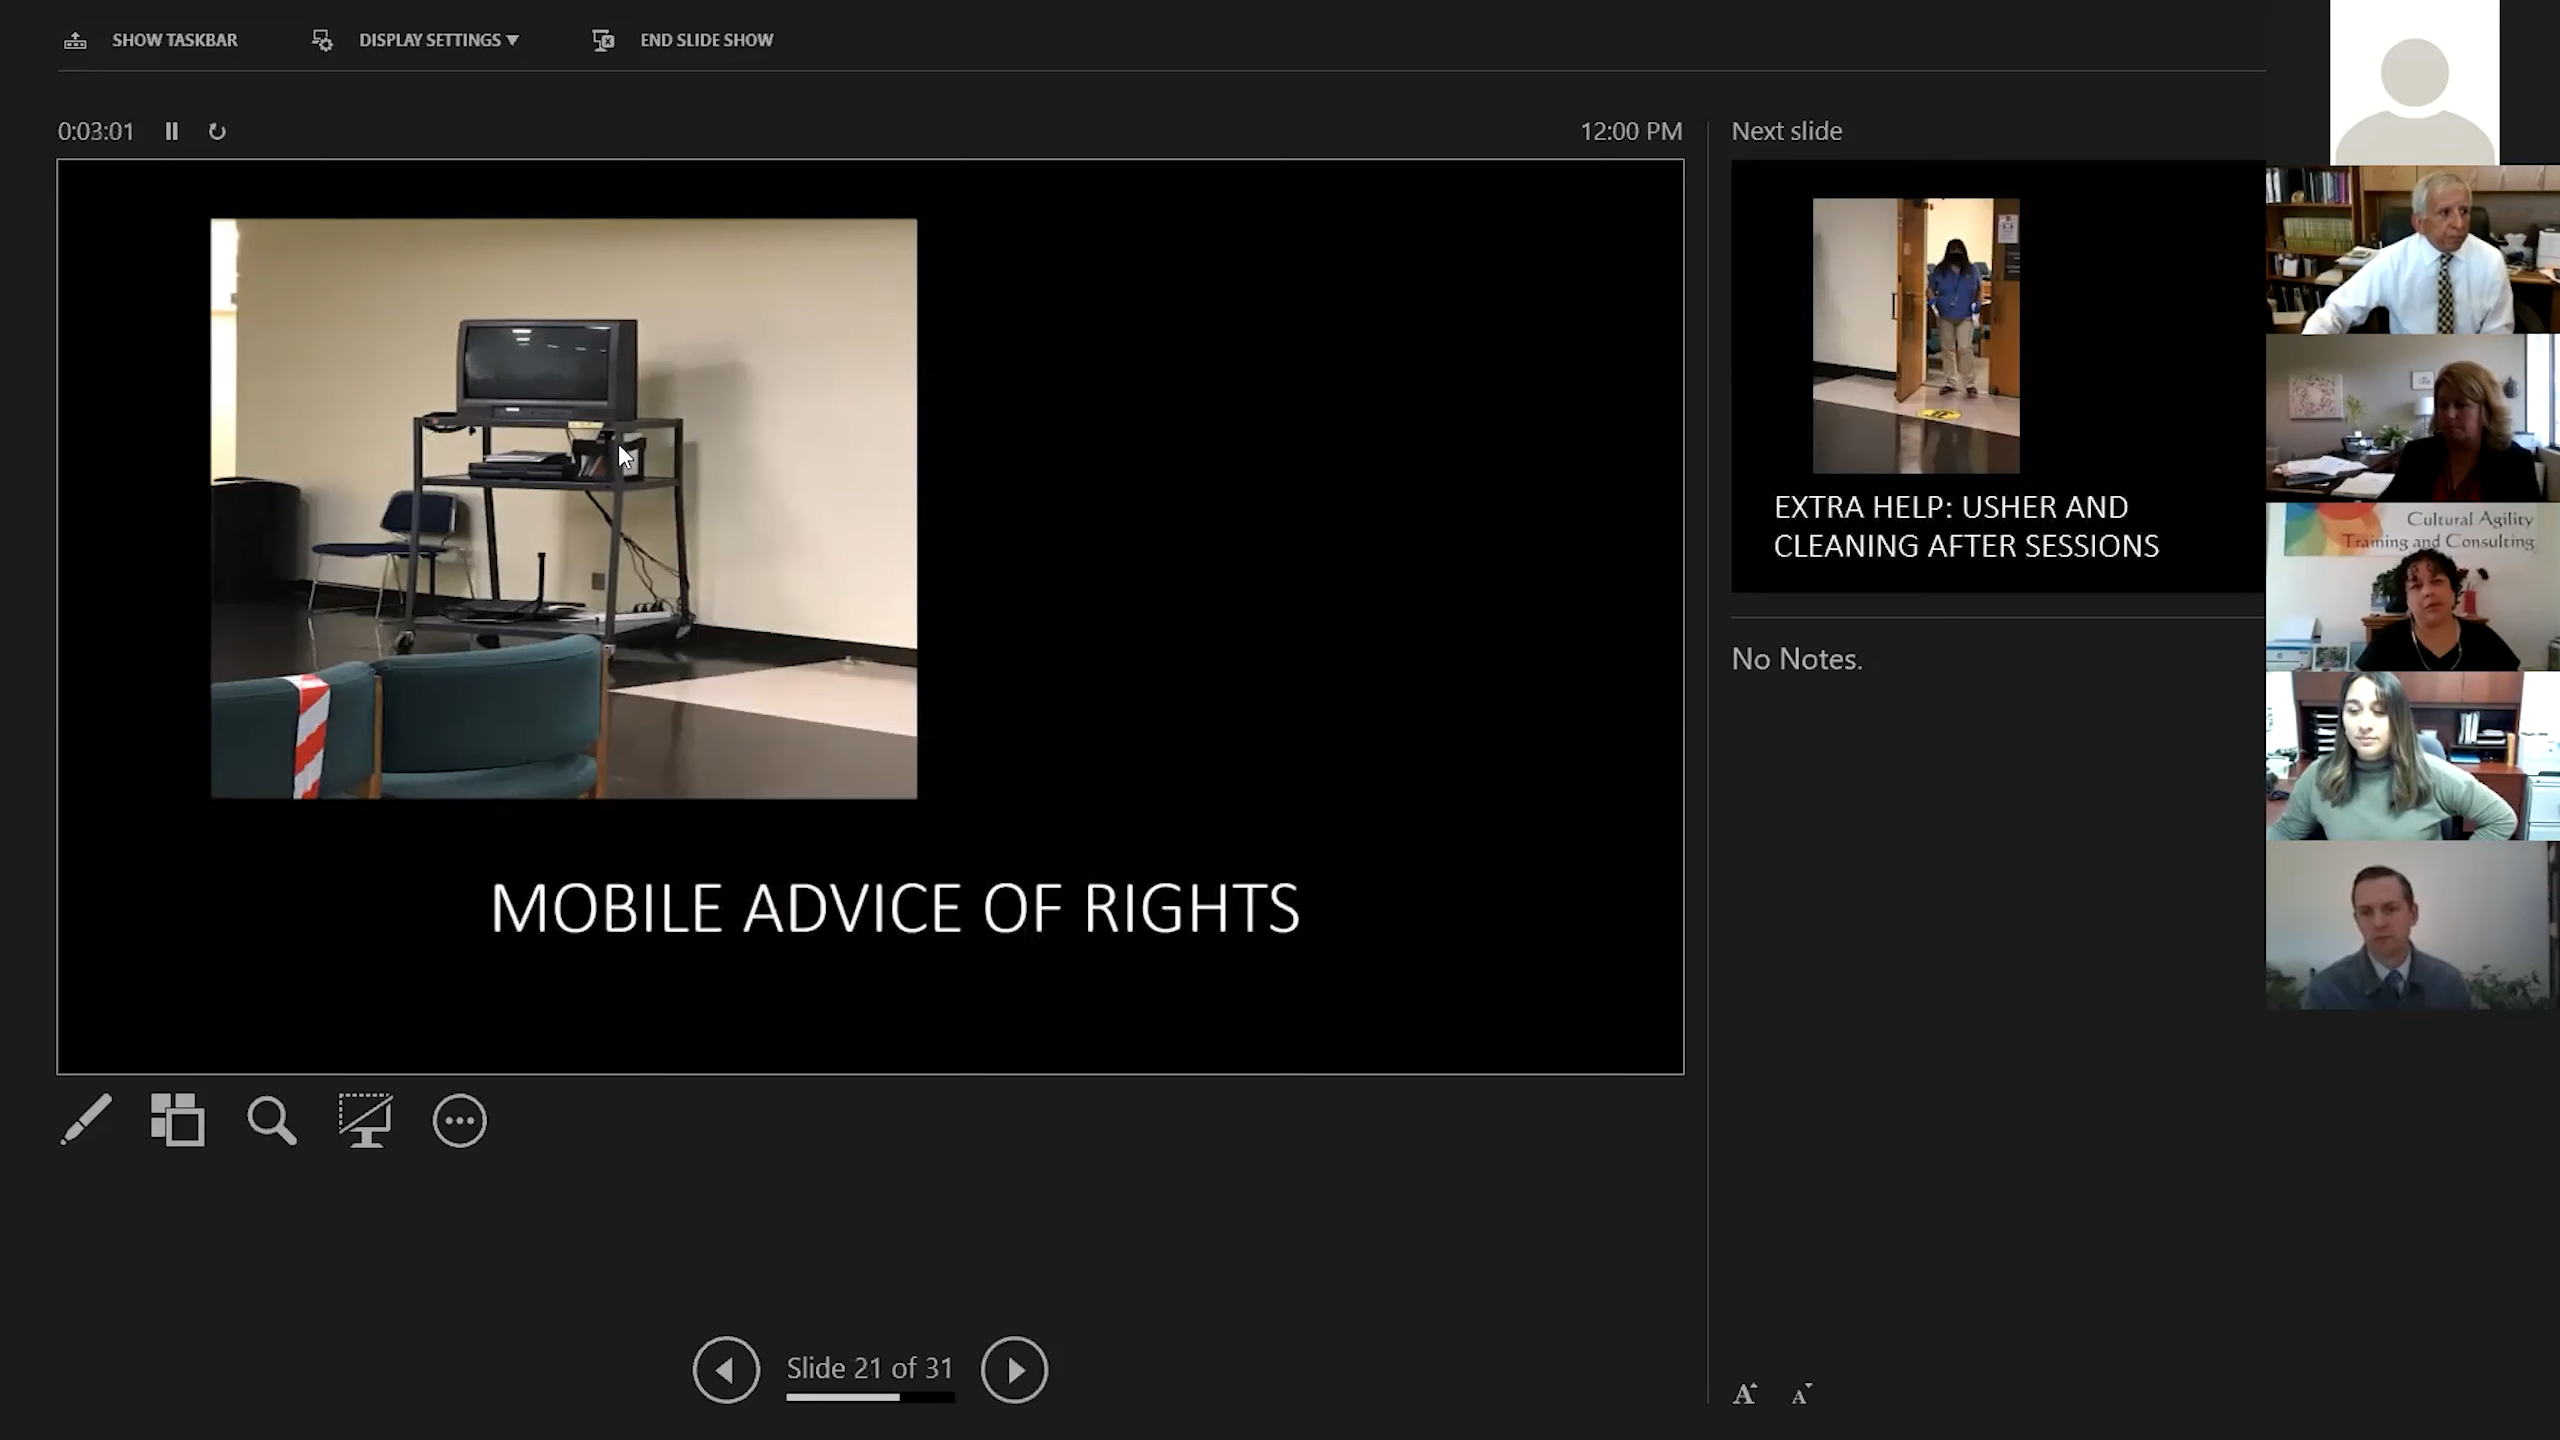 SHOW TASKBAR
DISPLAY SETTINGS
END SLIDE SHOW
0:03:01
12:00 PM
Next slide
MOBILE ADVICE OF RIGHTS
EXTRA HELP: USHER AND
CLEANING AFTER SESSIONS
No Notes.
Cultural Agility
Training and Consulting
Slide 21 of 31
A A